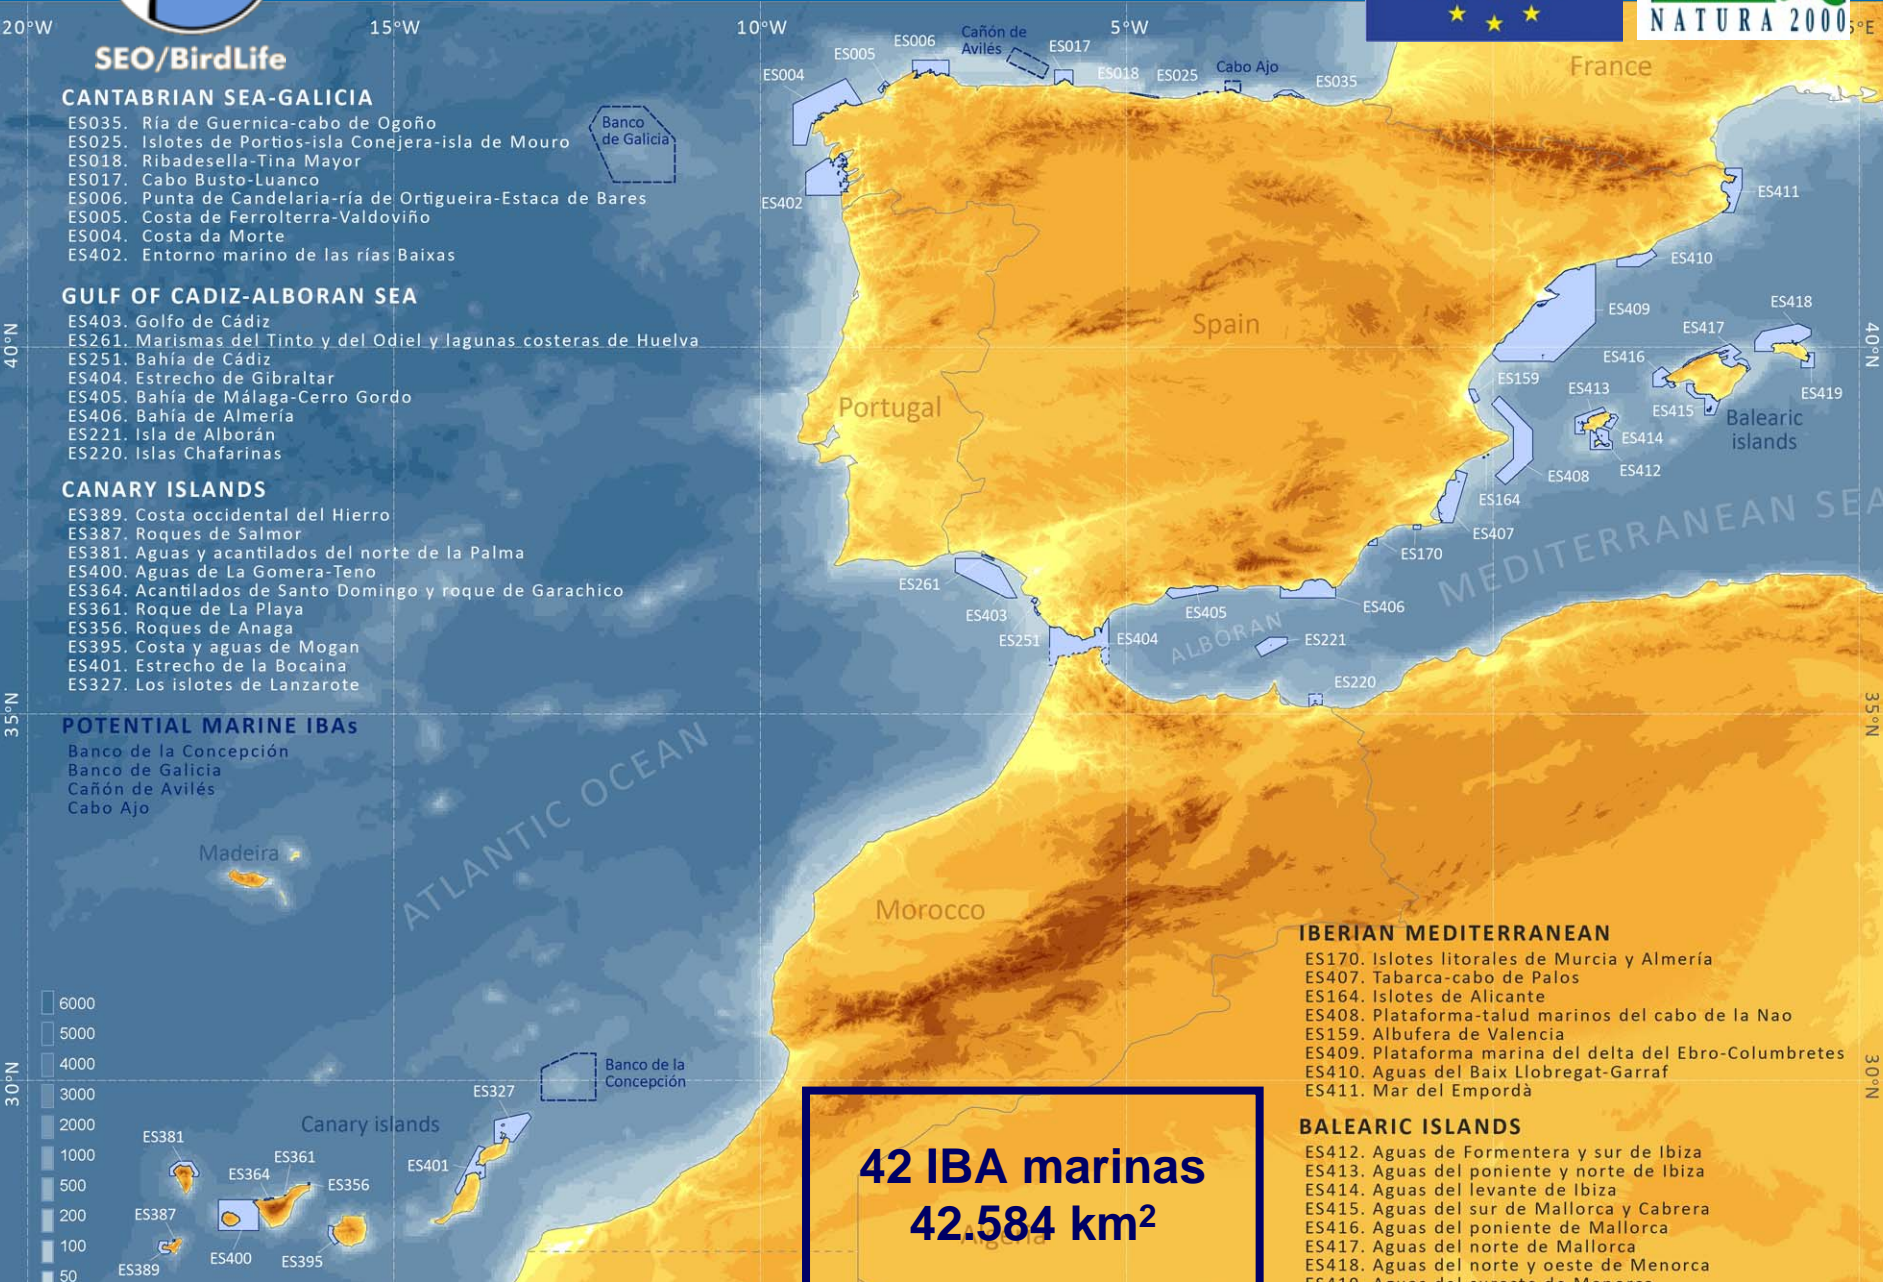 20°W
15°W
10°W
5°W
5°E
NATURA 2000
SEO/BirdLife
CANTABRIAN SEA-GALICIA
ES035. Ría de Guernica-cabo de Ogoño
ES025. Islotes de Portios-isla Conejera-isla de Mouro
ES018. Ribadesella-Tina Mayor
ES017. Cabo Busto-Luanco
ES006. Punta de Candelaria-ría de Ortigueira-Estaca de Bares
ES005. Costa de Ferrolterra-Valdoviño
ES004. Costa da Morte
ES402. Entorno marino de las rías Baixas
GULF OF CADIZ-ALBORAN SEA
ES403. Golfo de Cádiz
ES261. Marismas del Tinto y del Odiel y lagunas costeras de Huelva
ES251. Bahía de Cádiz
ES404. Estrecho de Gibraltar
ES405. Bahía de Málaga-Cerro Gordo
ES406. Bahía de Almería
ES221. Isla de Alborán
ES220. Islas Chafarinas
CANARY ISLANDS
ES389. Costa occidental del Hierro
ES387. Roques de Salmor
ES381. Aguas y acantilados del norte de la Palma
ES400. Aguas de La Gomera-Teno
ES364. Acantilados de Santo Domingo y roque de Garachico
ES361. Roque de La Playa
ES356. Roques de Anaga
ES395. Costa y aguas de Mogan
ES401. Estrecho de la Bocaina
ES327. Los islotes de Lanzarote
POTENTIAL MARINE IBAs
Banco de la Concepción
Banco de Galicia
Cañón de Avilés
Cabo Ajo
40°N
35°N
30°N
Banco
de Galicia
ES004
ES005
ES006
Cañón de
Avilés
ES017
ES018
ES025
Cabo Ajo
ES035
France
ES402
ES411
ES410
ES409
ES418
ES417
ES416
ES159
ES413
ES415
ES419
Balearic
islands
ES414
ES412
ES408
ES164
ES407
ES170
Spain
Portugal
MEDITERRANEAN SEA
40°N
ES261
ES403
ES251
ES404
ES405
ES406
ALBORAN
ES221
ES220
35°N
ATLANTIC OCEAN
Madeira
Morocco
6000
5000
4000
3000
2000
1000
500
200
100
50
Banco de la
Concepción
ES327
Canary islands
ES381
ES361
ES364
ES356
ES401
ES387
ES400
ES395
ES389
Algeria
42 IBA marinas
42.584 km²
IBERIAN MEDITERRANEAN
ES170. Islotes litorales de Murcia y Almería
ES407. Tabarca-cabo de Palos
ES164. Islotes de Alicante
ES408. Plataforma-talud marinos del cabo de la Nao
ES159. Albufera de Valencia
ES409. Plataforma marina del delta del Ebro-Columbretes
ES410. Aguas del Baix Llobregat-Garraf
ES411. Mar del Empordà
30°N
BALEARIC ISLANDS
ES412. Aguas de Formentera y sur de Ibiza
ES413. Aguas del poniente y norte de Ibiza
ES414. Aguas del levante de Ibiza
ES415. Aguas del sur de Mallorca y Cabrera
ES416. Aguas del poniente de Mallorca
ES417. Aguas del norte de Mallorca
ES418. Aguas del norte y oeste de Menorca